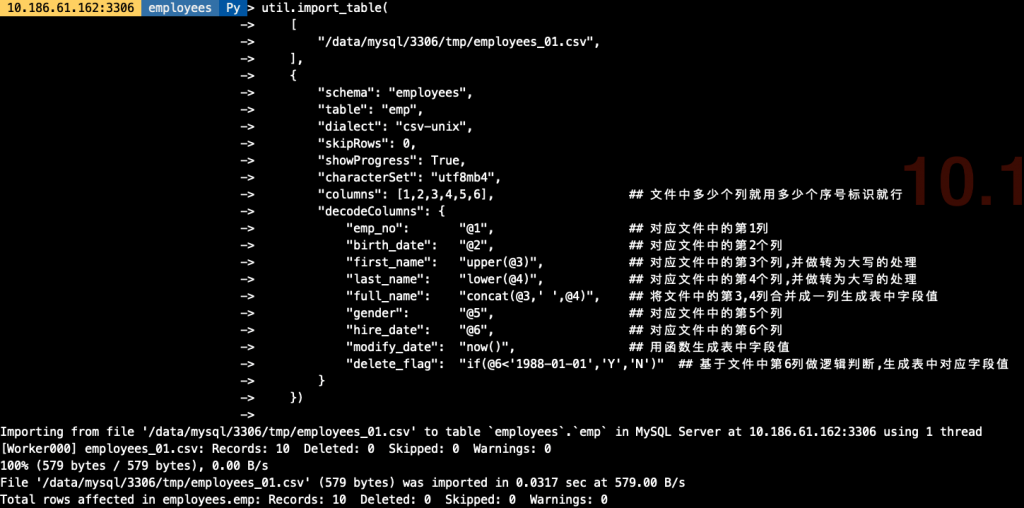 10.186.61.162:3306 employees Py > util.import_table(
-> [
-> "/data/mysql/3306/tmp/employees_01.csv",
-> ],
-> {
-> "schema": "employees",
-> "table": "emp",
-> "dialect": "csv-unix",
-> "skipRows": 0,
-> "showProgress": True,
-> "characterSet": "utf8mb4",
-> "columns": [1,2,3,4,5,6], ## 文件中多少个列就用多少个序号标识就行
-> "decodeColumns": {
-> "emp_no": "@1", ## 对应文件中的第1列
-> "birth_date": "@2", ## 对应文件中的第2个列
-> "first_name": "upper(@3)", ## 对应文件中的第3个列,并做转为大写的处理
-> "last_name": "lower(@4)", ## 对应文件中的第4个列,并做转为大写的处理
-> "full_name": "concat(@3,' ',@4)", ## 将文件中的第3,4列合并成一列生成表中字段值
-> "gender": "@5", ## 对应文件中的第5个列
-> "hire_date": "@6", ## 对应文件中的第6个列
-> "modify_date": "now()", ## 用函数生成表中字段值
-> "delete_flag": "if(@6<'1988-01-01','Y','N')" ## 基于文件中第6列做逻辑判断,生成表中对应字段值
-> }
-> })
->
Importing from file '/data/mysql/3306/tmp/employees_01.csv' to table `employees`.`emp` in MySQL Server at 10.186.61.162:3306 using 1 thread
[Worker000] employees_01.csv: Records: 10 Deleted: 0 Skipped: 0 Warnings: 0
100% (579 bytes / 579 bytes), 0.00 B/s
File '/data/mysql/3306/tmp/employees_01.csv' (579 bytes) was imported in 0.0317 sec at 579.00 B/s
Total rows affected in employees.emp: Records: 10 Deleted: 0 Skipped: 0 Warnings: 0
10.1